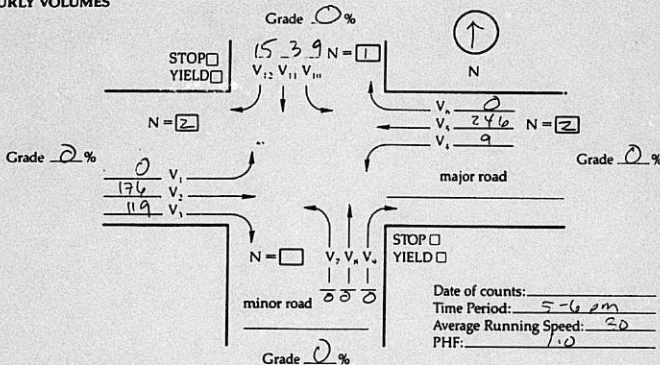 URLY VOLUMES
Grade 0 %
STOP□
YIELD□
15 3 9 N = 1
V₁₂ V₁₁ V₁₀
N
N = 2
V₆ 0
V₅ 246 N = 2
V₄ 9
Grade 0 %
Grade 0 %
0 V₁
176 V₂
119 V₃
major road
N = □
V₇ V₈ V₉
STOP □
YIELD□
minor road
0 0 0
Date of counts:
Time Period: 5-6 pm
Average Running Speed: 20
PHF: 1.0
Grade 0 %